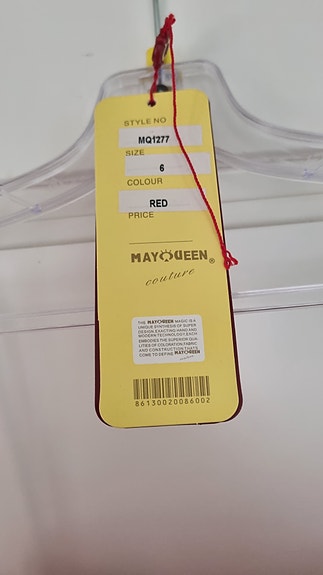 STYLE NO
MQ1277
SIZE
6
COLOUR
RED
PRICE
MAYQUEEN®
couture
THE MAYQUEEN MAGIC IS A
UNIQUE SYNTHESIS OF SUPER
DESIGN.EXACTING HAND AND
MODERN TECHNOLOGY.EACH
EMBODIES THE SUPERIOR QUA-
LITIES OF COLORATION.FABRIC
AND CONSTRUCTION.THATS
COME TO DEFINE MAYQUEEN
86130020086002